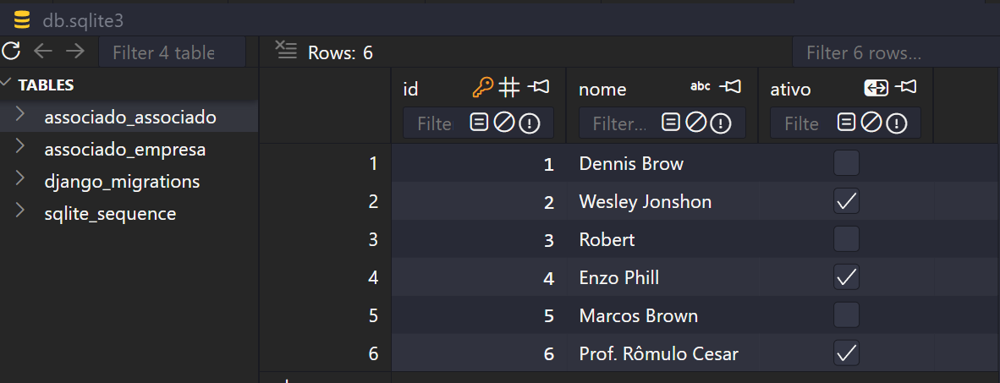 db.sqlite3
Filter 4 table
Rows: 6
Filter 6 rows...
TABLES
associado_associado
associado_empresa
django_migrations
sqlite_sequence
id nome abc ativo
Filte Filter... Filte
1 1 Dennis Brow
2 2 Wesley Jonshon
3 3 Robert
4 4 Enzo Phill
5 5 Marcos Brown
6 6 Prof. Rômulo Cesar